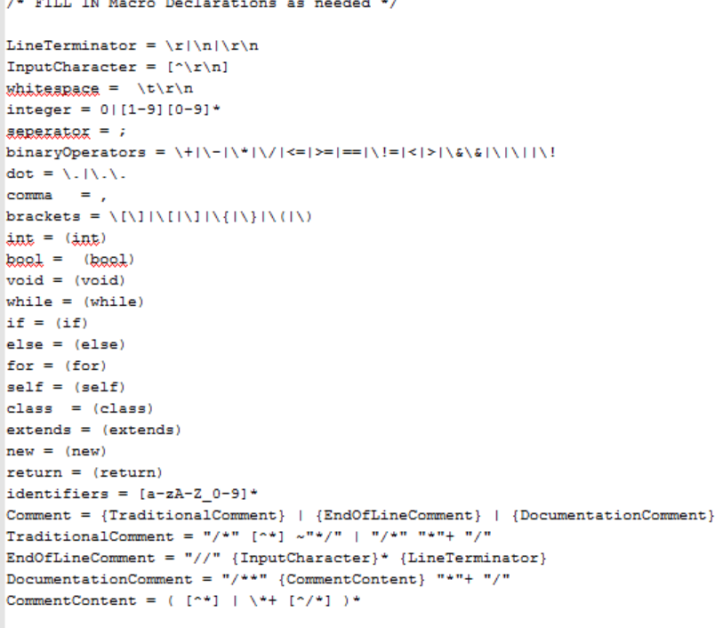 /* FILL IN Macro Declarations as needed */
LineTerminator = \r|\n|\r\n
InputCharacter = [^\r\n]
whitespace =  \t\r\n
integer = 0|[1-9][0-9]*
seperator = ;
binaryOperators = \+|\-|\*|\/|<=|>=|==|\!=|<|>|\&\&|\|\||\!
dot = \.|\.\.
comma   = ,
brackets = \[\]|\[|\]|\{|\}|\(|\)
int = (int)
bool =  (bool)
void = (void)
while = (while)
if = (if)
else = (else)
for = (for)
self = (self)
class  = (class)
extends = (extends)
new = (new)
return = (return)
identifiers = [a-zA-Z_0-9]*
Comment = {TraditionalComment} | {EndOfLineComment} | {DocumentationComment}
TraditionalComment = "/*" [^*] ~"*/" | "/*" "*"+ "/"
EndOfLineComment = "//" {InputCharacter}* {LineTerminator}
DocumentationComment = "/**" {CommentContent} "*"+ "/"
CommentContent = ( [^*] | \*+ [^/*] )*